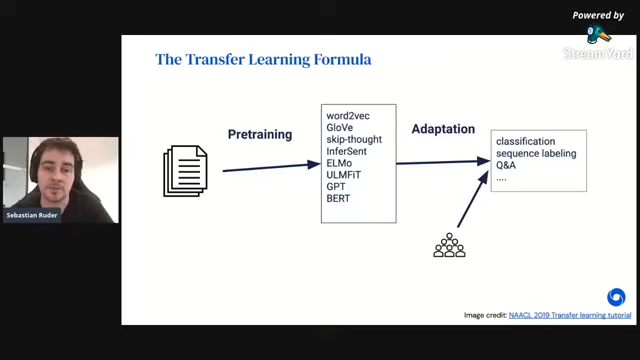 Powered by
StreamYard
The Transfer Learning Formula
Pretraining
word2vec
GloVe
skip-thought
InferSent
ELMo
ULMFiT
GPT
BERT
Adaptation
classification
sequence labeling
Q&A
....
Sebastian Ruder
Image credit: NAACL 2019 Transfer learning tutorial